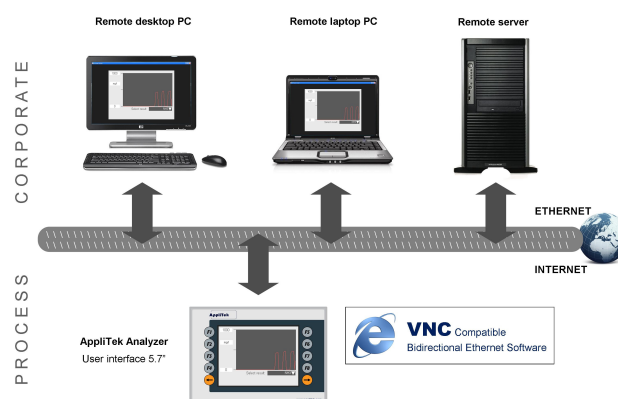 Remote desktop PC
Remote laptop PC
Remote server
CORPORATE
ETHERNET
INTERNET
PROCESS
AppliTek Analyzer
User interface 5.7"
AppliTek
VNC Compatible
Bidirectional Ethernet Software